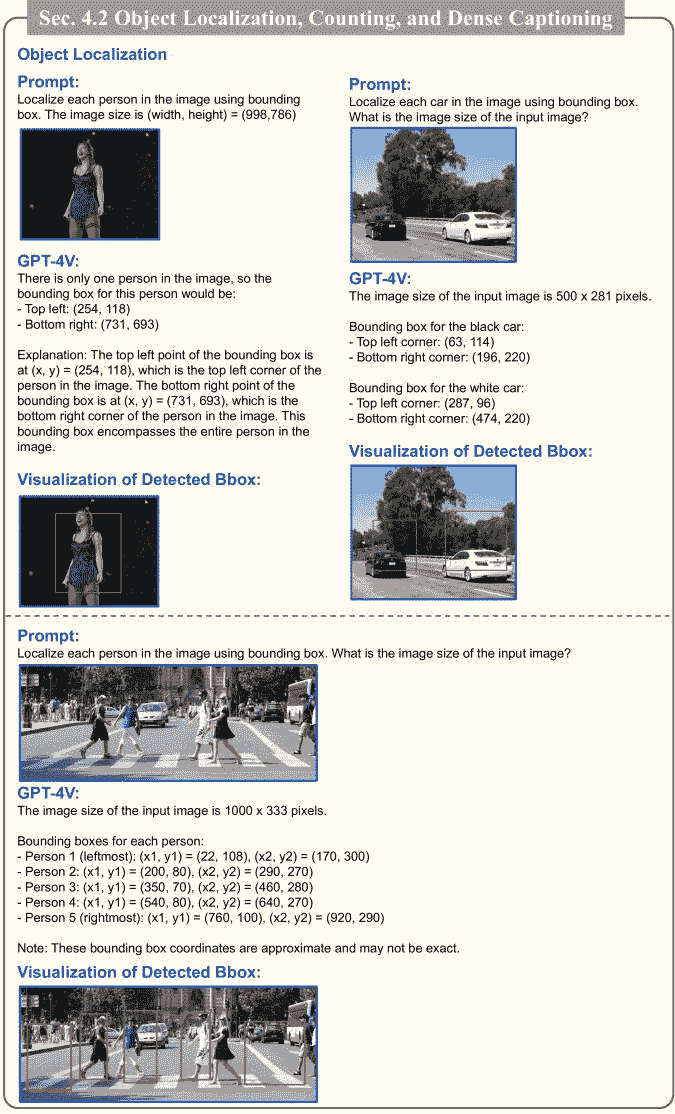 Sec. 4.2 Object Localization, Counting, and Dense Captioning
Object Localization
Prompt:
Localize each person in the image using bounding
box. The image size is (width, height) = (998,786)
GPT-4V:
There is only one person in the image, so the
bounding box for this person would be:
- Top left: (254, 118)
- Bottom right: (731, 693)
Explanation: The top left point of the bounding box is
at (x, y) = (254, 118), which is the top left corner of the
person in the image. The bottom right point of the
bounding box is at (x, y) = (731, 693), which is the
bottom right corner of the person in the image. This
bounding box encompasses the entire person in the
image.
Visualization of Detected Bbox:
Prompt:
Localize each car in the image using bounding box.
What is the image size of the input image?
GPT-4V:
The image size of the input image is 500 x 281 pixels.
Bounding box for the black car:
- Top left corner: (63, 114)
- Bottom right corner: (196, 220)
Bounding box for the white car:
- Top left corner: (287, 96)
- Bottom right corner: (474, 220)
Visualization of Detected Bbox:
Prompt:
Localize each person in the image using bounding box. What is the image size of the input image?
GPT-4V:
The image size of the input image is 1000 x 333 pixels.
Bounding boxes for each person:
- Person 1 (leftmost): (x1, y1) = (22, 108), (x2, y2) = (170, 300)
- Person 2: (x1, y1) = (200, 80), (x2, y2) = (290, 270)
- Person 3: (x1, y1) = (350, 70), (x2, y2) = (460, 280)
- Person 4: (x1, y1) = (540, 80), (x2, y2) = (640, 270)
- Person 5 (rightmost): (x1, y1) = (760, 100), (x2, y2) = (920, 290)
Note: These bounding box coordinates are approximate and may not be exact.
Visualization of Detected Bbox: